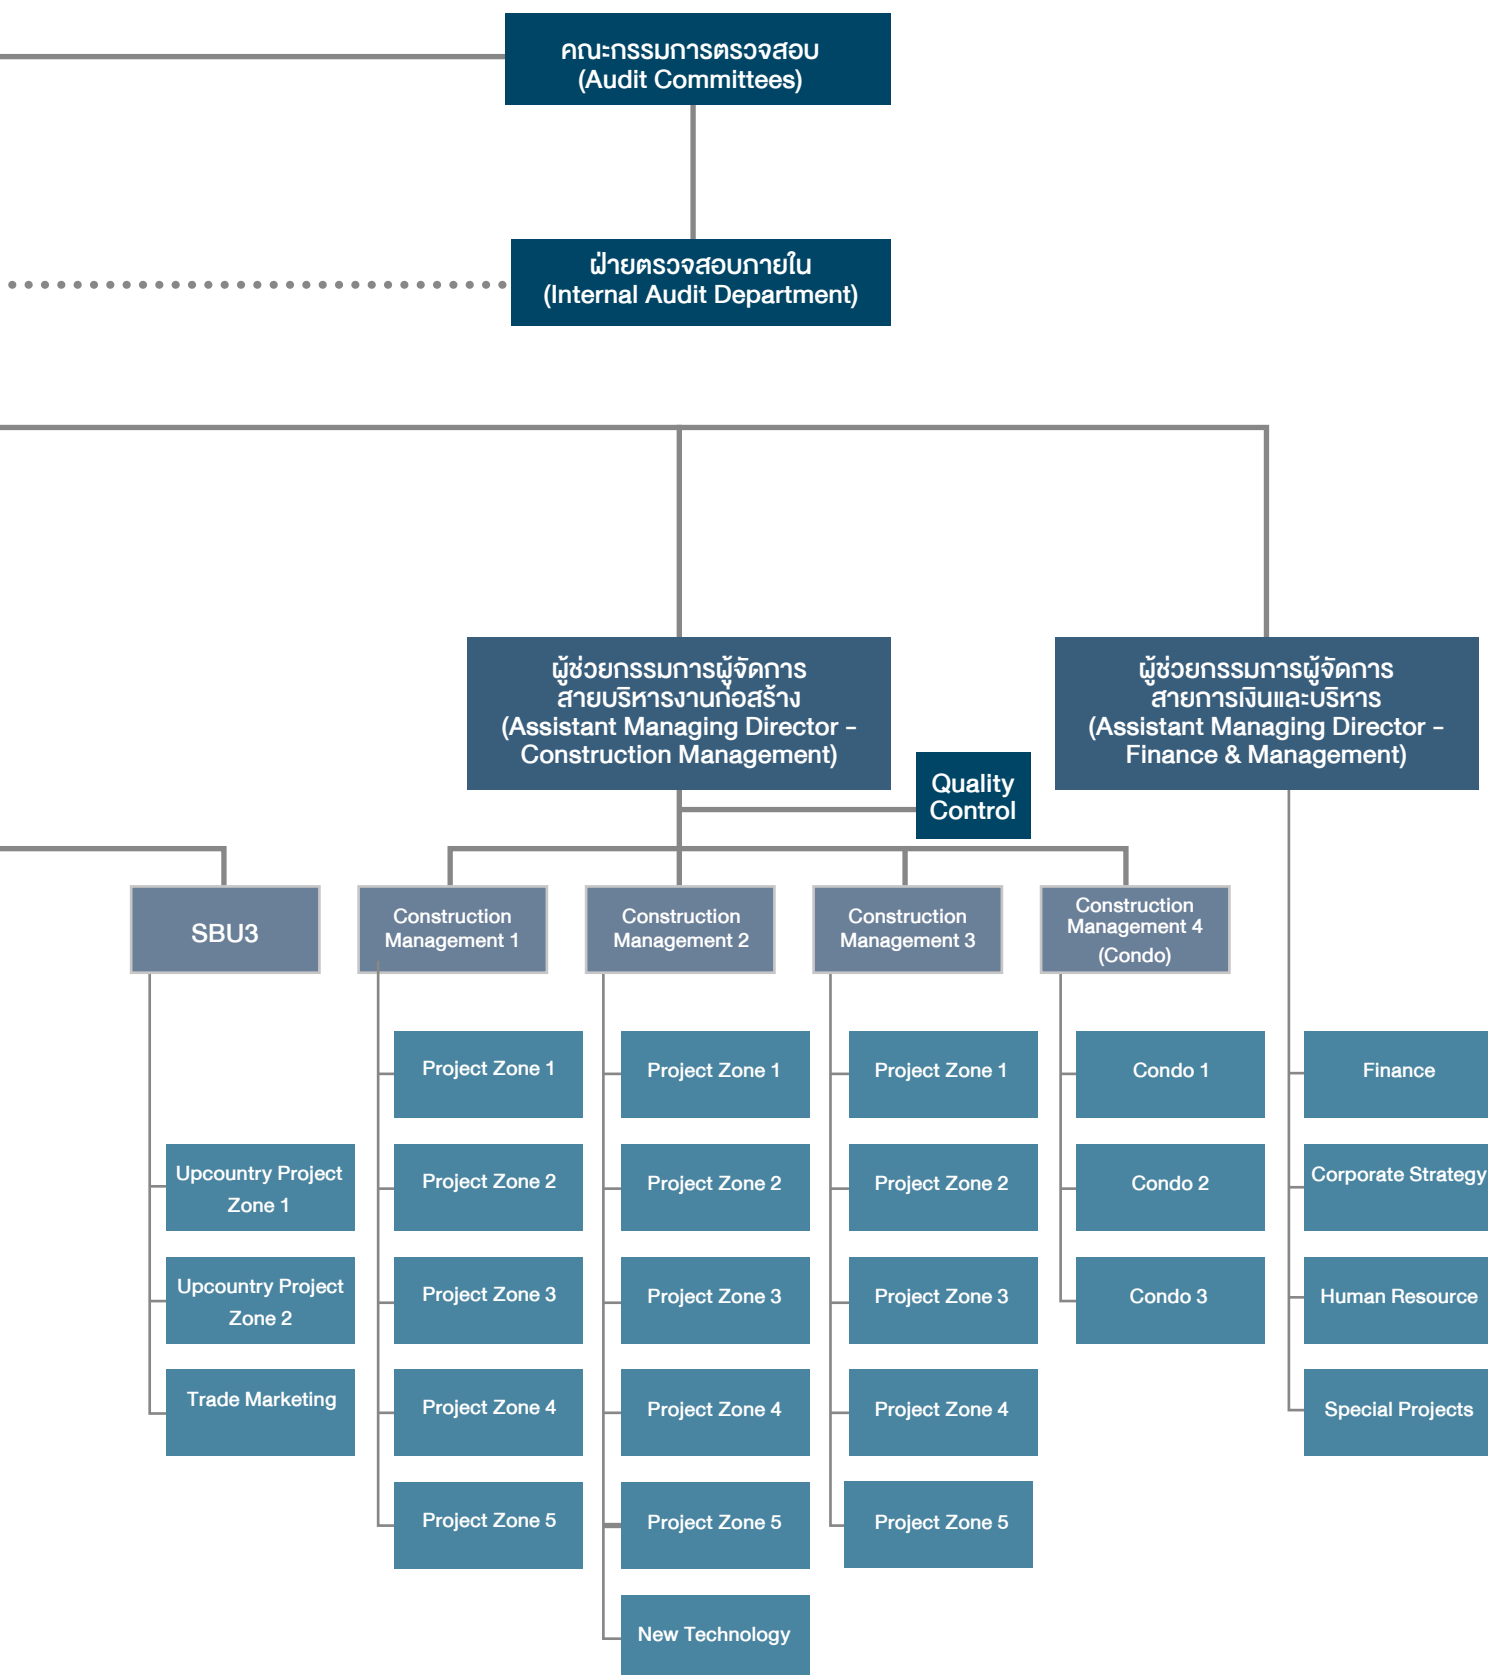 คณะกรรมการตรวจสอบ
(Audit Committees)
ฝ่ายตรวจสอบภายใน
(Internal Audit Department)
ผู้ช่วยกรรมการผู้จัดการ
สายบริหารงานก่อสร้าง
(Assistant Managing Director –
Construction Management)
ผู้ช่วยกรรมการผู้จัดการ
สายการเงินและบริหาร
(Assistant Managing Director –
Finance & Management)
Quality
Control
SBU3
Upcountry Project
Zone 1
Upcountry Project
Zone 2
Trade Marketing
Construction
Management 1
Project Zone 1
Project Zone 2
Project Zone 3
Project Zone 4
Project Zone 5
Construction
Management 2
Project Zone 1
Project Zone 2
Project Zone 3
Project Zone 4
Project Zone 5
New Technology
Construction
Management 3
Project Zone 1
Project Zone 2
Project Zone 3
Project Zone 4
Project Zone 5
Construction
Management 4
(Condo)
Condo 1
Condo 2
Condo 3
Finance
Corporate Strategy
Human Resource
Special Projects